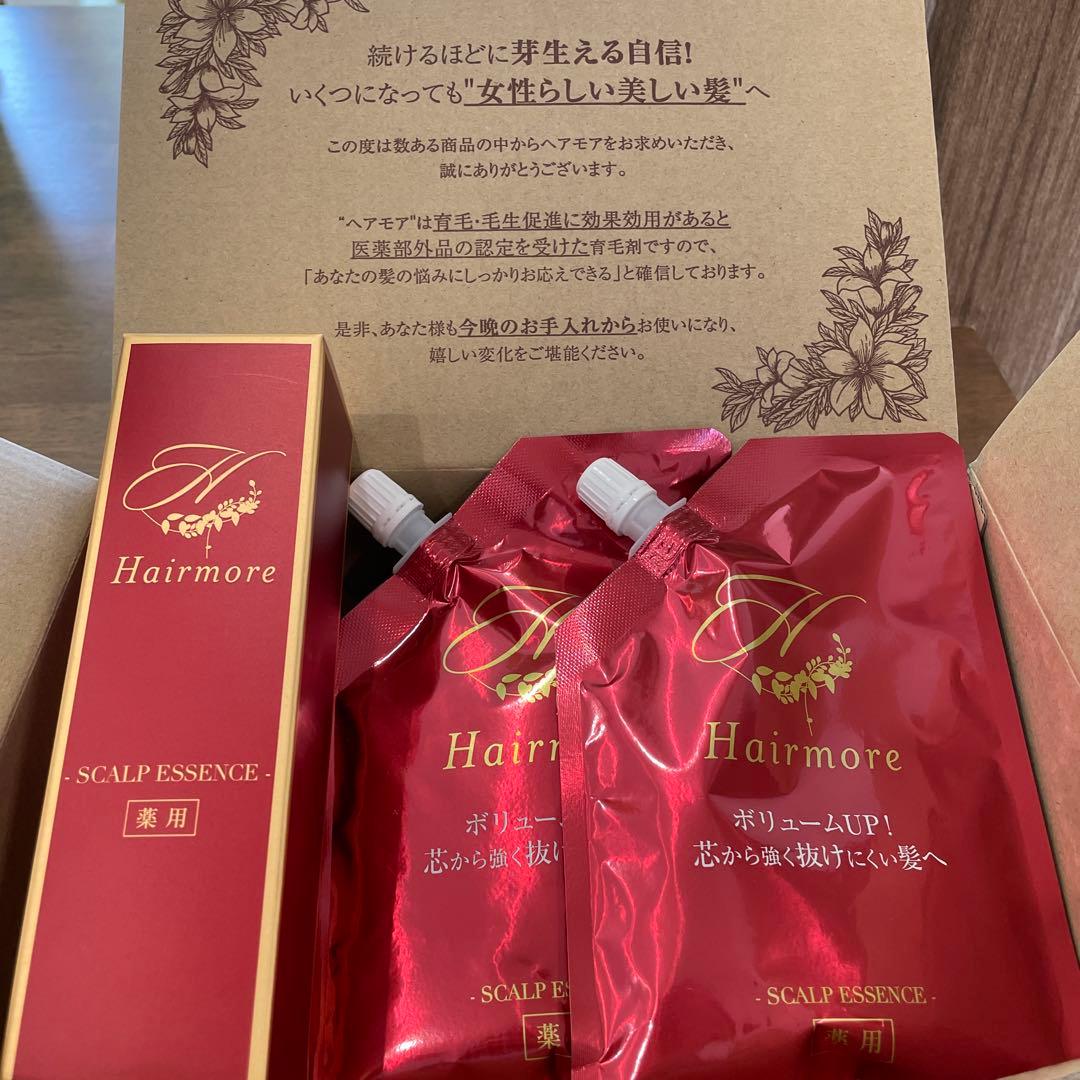 続けるほどに芽生える自信!
いくつになっても"女性らしい美しい髪"へ
この度は数ある商品の中からヘアモアをお求めいただき、
誠にありがとうございます。
"ヘアモア"は育毛・毛生促進に効果効用があると
医薬部外品の認定を受けた育毛剤ですので、
「あなたの髪の悩みにしっかりお応えできる」と確信しております。
是非、あなた様も今晩のお手入れからお使いになり、
嬉しい変化をご堪能ください。
H
Hairmore
- SCALP ESSENCE -
薬用
H
Hair
ボリュー
芯から強く抜け
- SCALP ES
薬
H
Hairmore
ボリュームUP!
芯から強く抜けにくい髪へ
- SCALP ESSENCE -
薬用